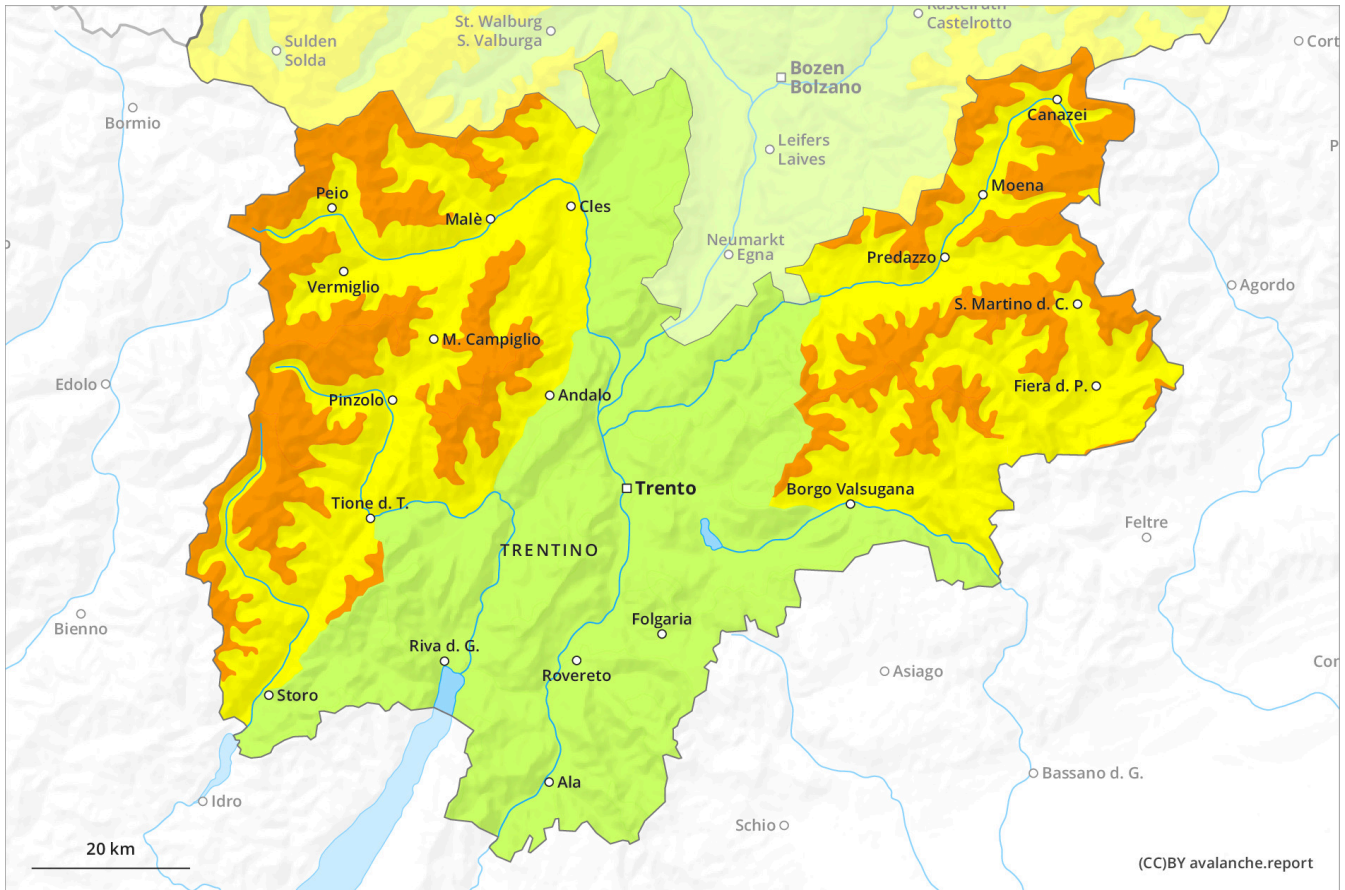 St. Walburg
S. Valburga
Castelrotto
Sulden
Solda
Cort
Bozen
Bolzano
Bormio
Canazei
Leifers
Laives
P
Peio
Moena
Malè
Cles
Neumarkt
Egna
Predazzo
Vermiglio
Agordo
S. Martino d. C.
M. Campiglio
Edolo
Fiera d. P.
Andalo
Pinzolo
Trento
Borgo Valsugana
Tione d. T.
Feltre
TRENTINO
Bienno
Folgaria
Riva d. G.
Rovereto
Asiago
Cor
Storo
Bassano d. G.
Ala
Idro
Schio
20 km
(CC)BY avalanche.report